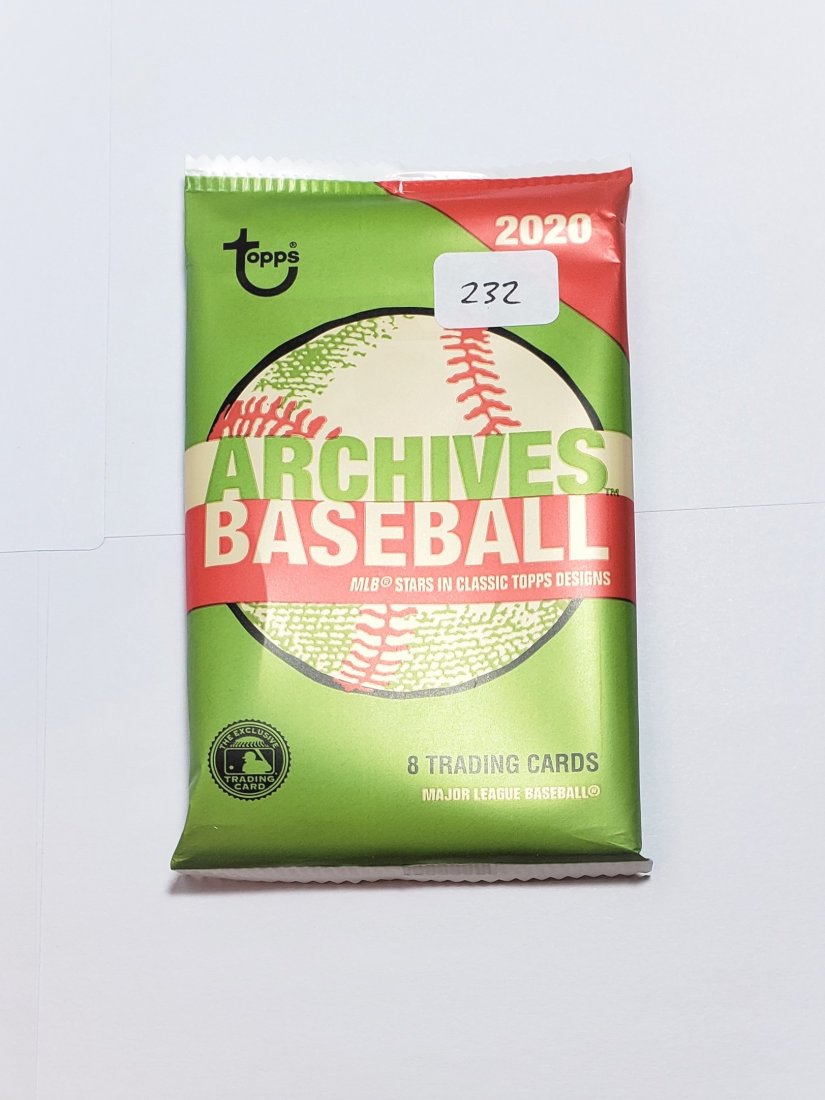 topps®
2020
232
ARCHIVES™
BASEBALL
MLB® STARS IN CLASSIC TOPPS DESIGNS
THE EXCLUSIVE
TRADING
CARD
8 TRADING CARDS
MAJOR LEAGUE BASEBALL®